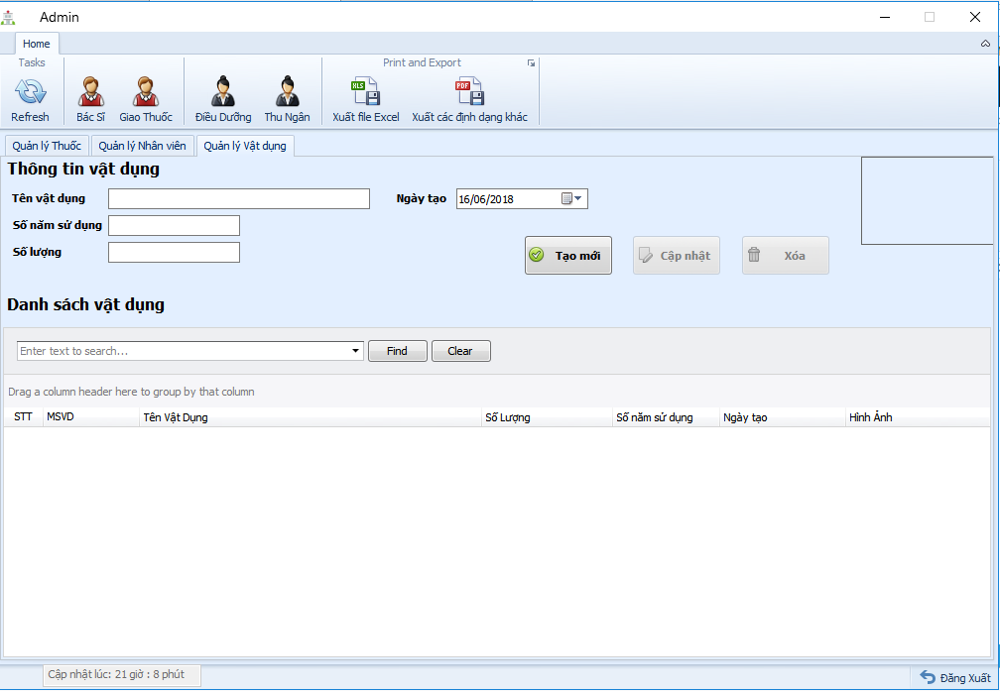 Admin
Home
Tasks
Print and Export
Refresh
Bác Sĩ
Giao Thuốc
Điều Dưỡng
Thu Ngân
XLS
Xuất file Excel
PDF
Xuất các định dạng khác
Quản lý Thuốc
Quản lý Nhân viên
Quản lý Vật dụng
Thông tin vật dụng
Tên vật dụng
Ngày tạo
16/06/2018
Số năm sử dụng
Số lượng
Tạo mới
Cập nhật
Xóa
Danh sách vật dụng
Enter text to search...
Find
Clear
Drag a column header here to group by that column
STT MSVD Tên Vật Dụng Số Lượng Số năm sử dụng Ngày tạo Hình Ảnh
Cập nhật lúc: 21 giờ : 8 phút
Đăng Xuất